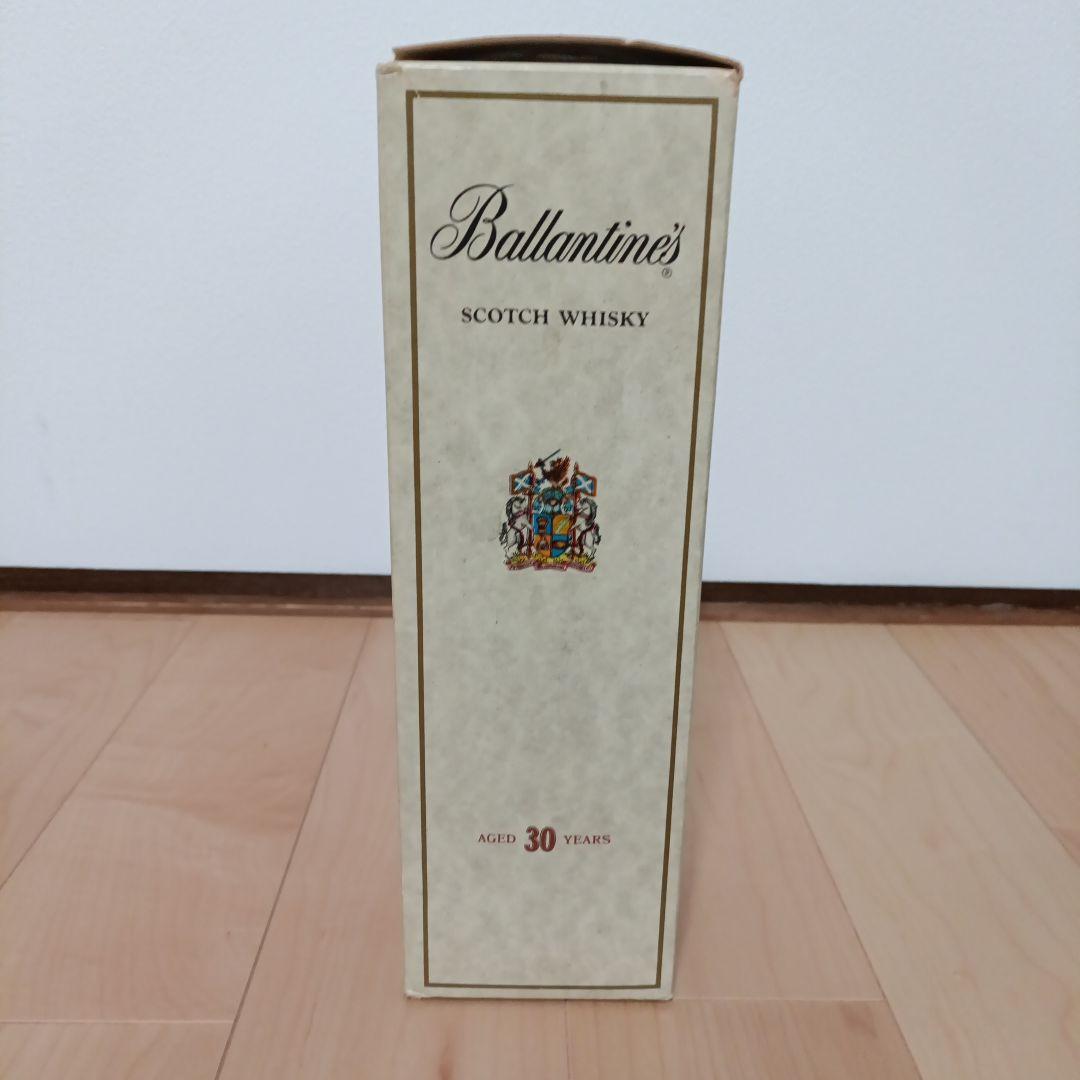 Ballantine's
®
SCOTCH WHISKY
AGED 30 YEARS